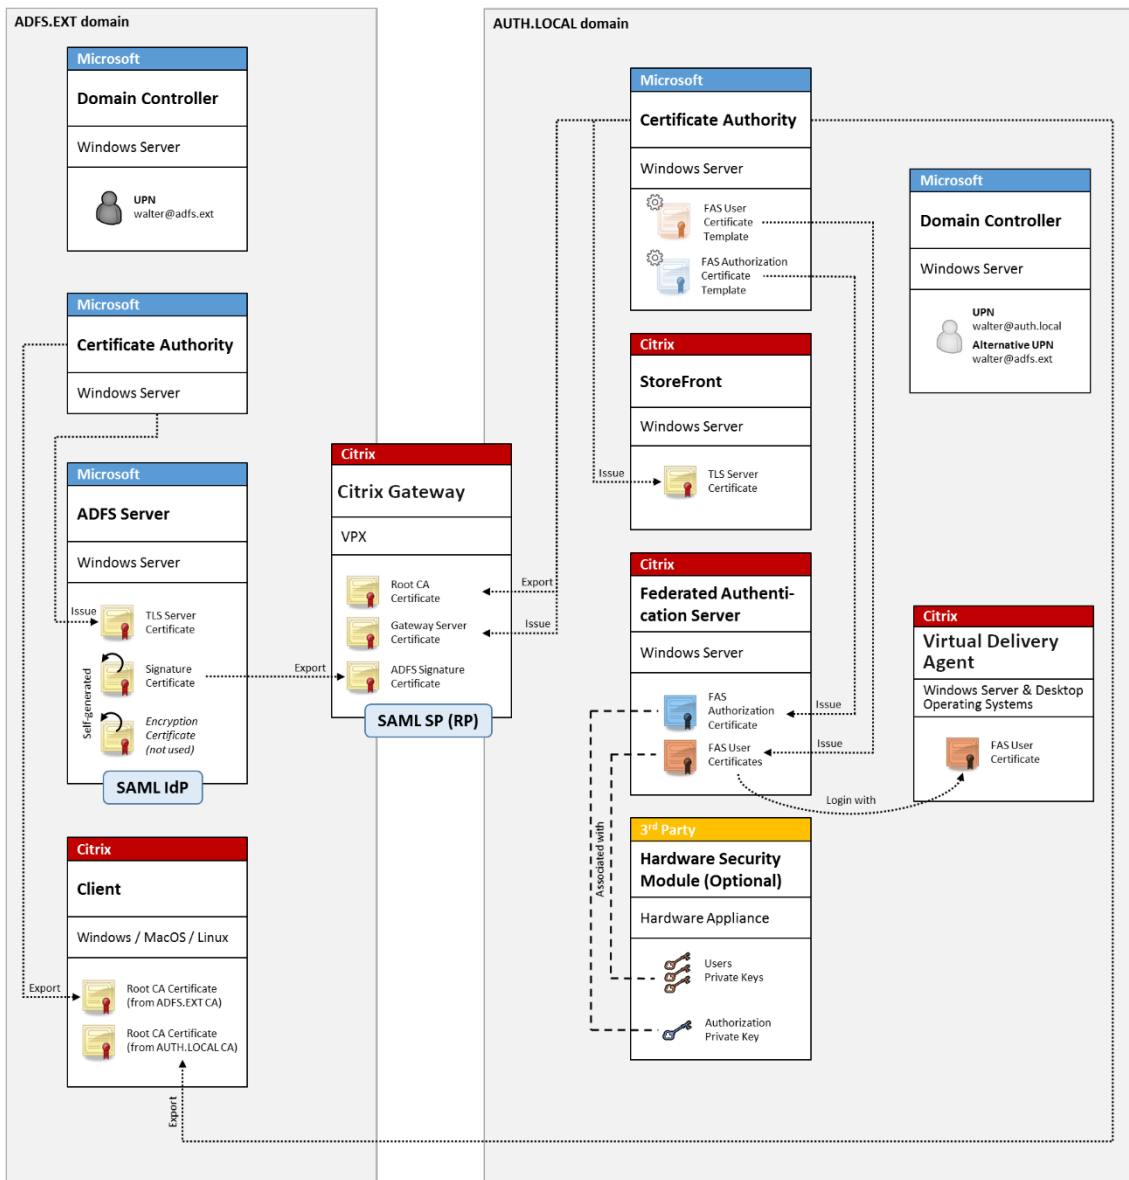 ADFS.EXT domain
Microsoft
Domain Controller
Windows Server
UPN
walter@adfs.ext
Microsoft
Certificate Authority
Windows Server
Microsoft
ADFS Server
Windows Server
Issue
TLS Server
Certificate
Self-generated
Signature
Certificate
Encryption
Certificate
(not used)
SAML IdP
Export
Citrix
Client
Windows / MacOS / Linux
Export
Root CA Certificate
(from ADFS.EXT CA)
Root CA Certificate
(from AUTH.LOCAL CA)
Export
Citrix
Citrix Gateway
VPX
Root CA
Certificate
Gateway Server
Certificate
ADFS Signature
Certificate
SAML SP (RP)
Export
Issue
AUTH.LOCAL domain
Microsoft
Certificate Authority
Windows Server
FAS User
Certificate
Template
FAS Authorization
Certificate
Template
Citrix
StoreFront
Windows Server
Issue
TLS Server
Certificate
Citrix
Federated Authenti-
cation Server
Windows Server
FAS
Authorization
Certificate
Issue
FAS User
Certificates
Issue
Login with
Associated with
3rd Party
Hardware Security
Module (Optional)
Hardware Appliance
Users
Private Keys
Authorization
Private Key
Microsoft
Domain Controller
Windows Server
UPN
walter@auth.local
Alternative UPN
walter@adfs.ext
Citrix
Virtual Delivery
Agent
Windows Server & Desktop
Operating Systems
FAS User
Certificate